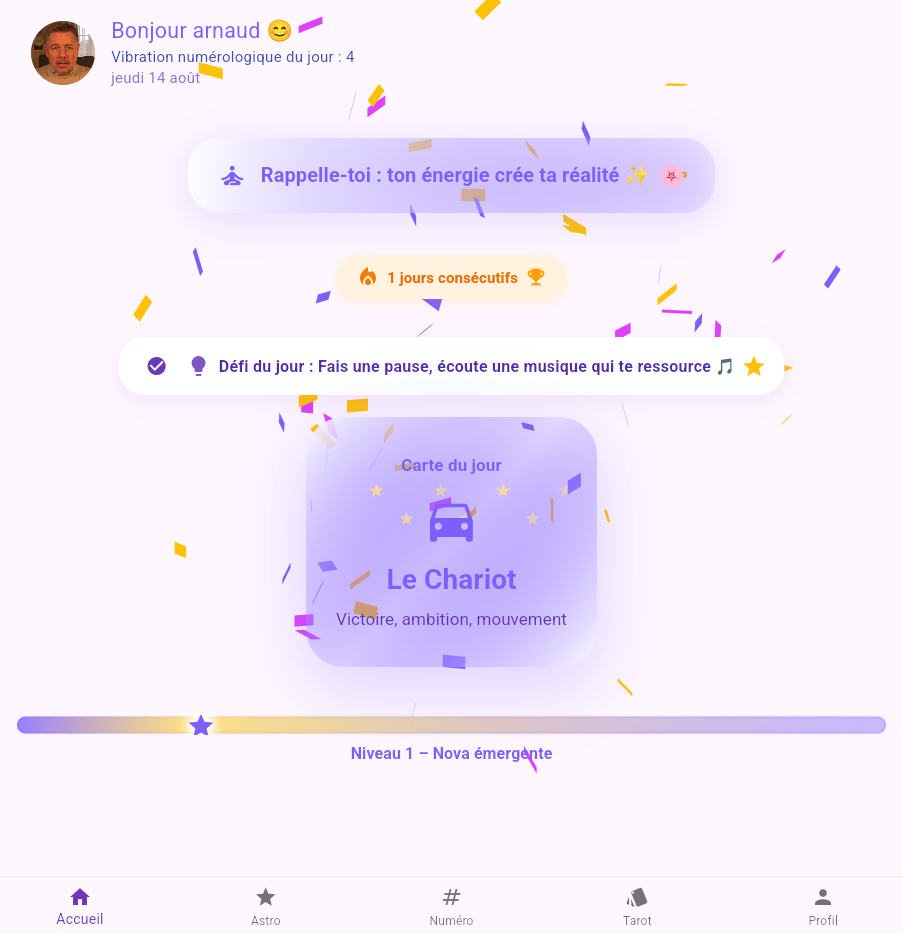 Bonjour arnaud 😊
Vibration numérologique du jour : 4
jeudi 14 août
Rappelle-toi : ton énergie crée ta réalité ✨ 🌸
1 jours consécutifs
Défi du jour : Fais une pause, écoute une musique qui te ressource 🎵
Carte du jour
Le Chariot
Victoire, ambition, mouvement
Niveau 1 – Nova émergente
Accueil
Astro
Numéro
Tarot
Profil